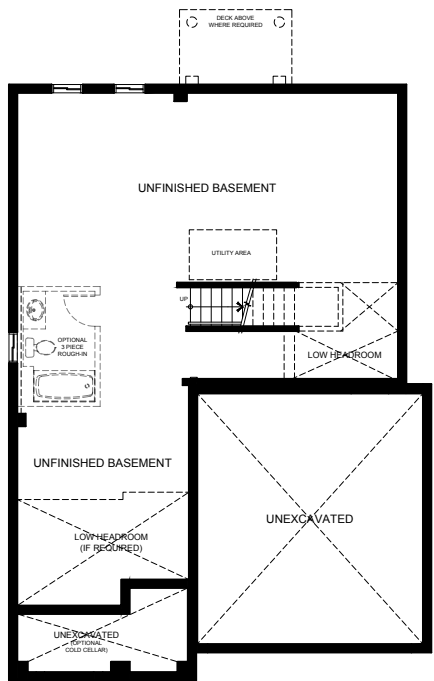 DECK ABOVE
WHERE REQUIRED
UNFINISHED BASEMENT
UTILITY AREA
UP
OPTIONAL
3 PIECE
ROUGH-IN
LOW HEADROOM
UNFINISHED BASEMENT
UNEXCAVATED
LOW HEADROOM
(IF REQUIRED)
UNEXCAVATED
(OPTIONAL
COLD CELLAR)